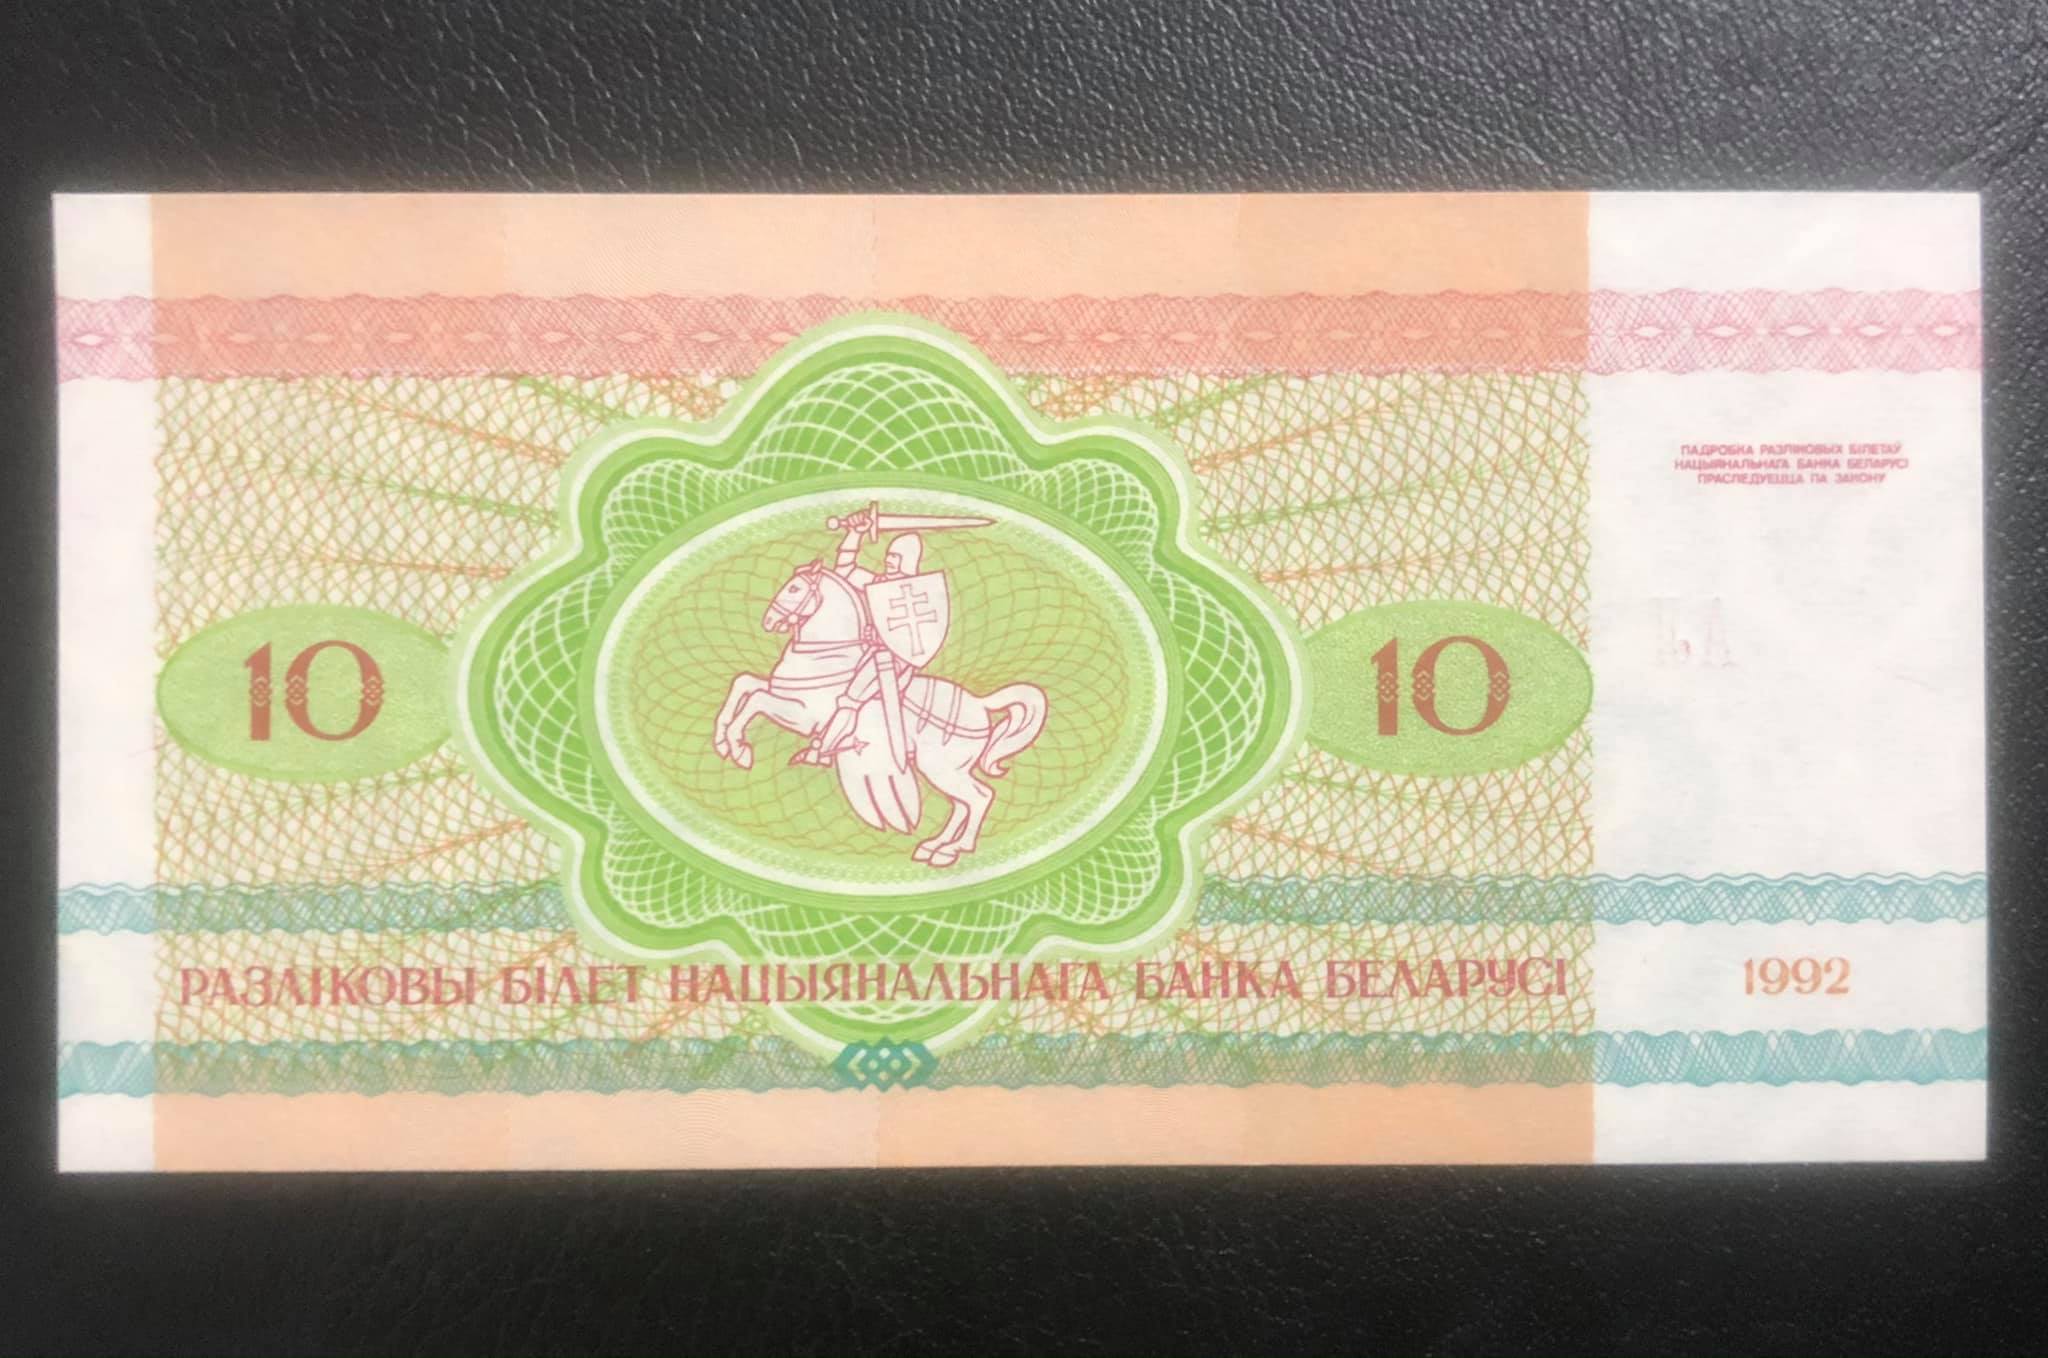 ПАДРОБКА РАЗЛІКОВЫХ БІЛЕТАЎ
НАЦЫЯНАЛЬНАГА БАНКА БЕЛАРУСІ
ПРАСЛЕДУЕЦЦА ПА ЗАКОНУ
10
10
РАЗЛІКОВЫ БІЛЕТ НАЦЫЯНАЛЬНАГА БАНКА БЕЛАРУСІ
1992